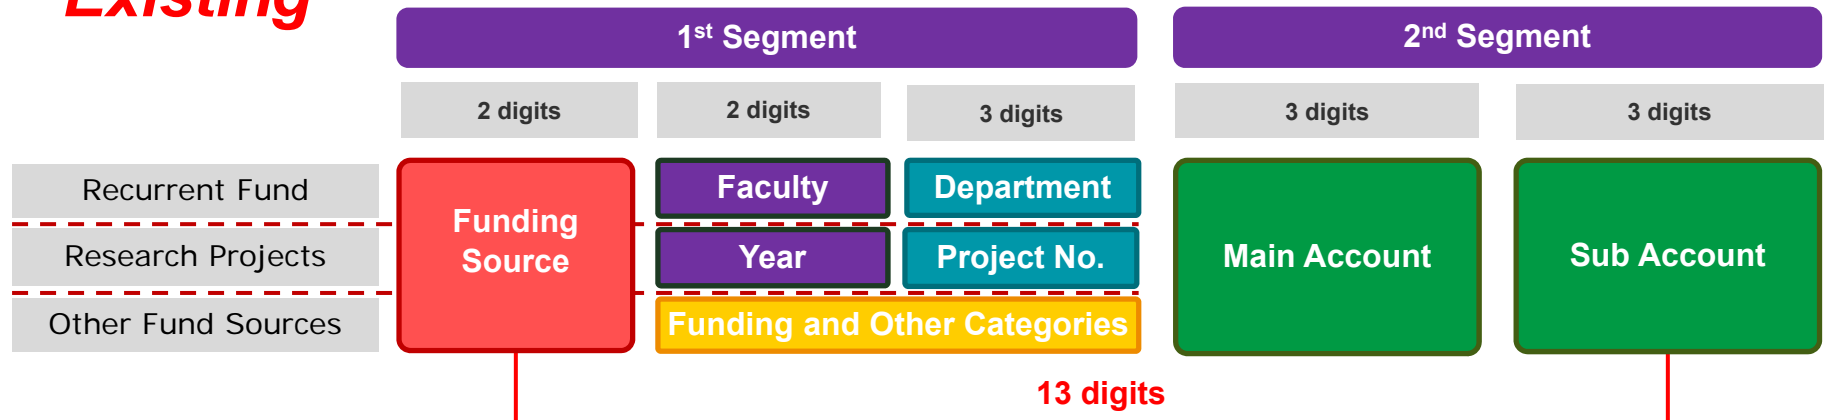 Existing
1st Segment
2nd Segment
2 digits
2 digits
3 digits
3 digits
3 digits
Recurrent Fund
Research Projects
Other Fund Sources
Funding
Source
Faculty
Department
Year
Project No.
Funding and Other Categories
Main Account
Sub Account
13 digits